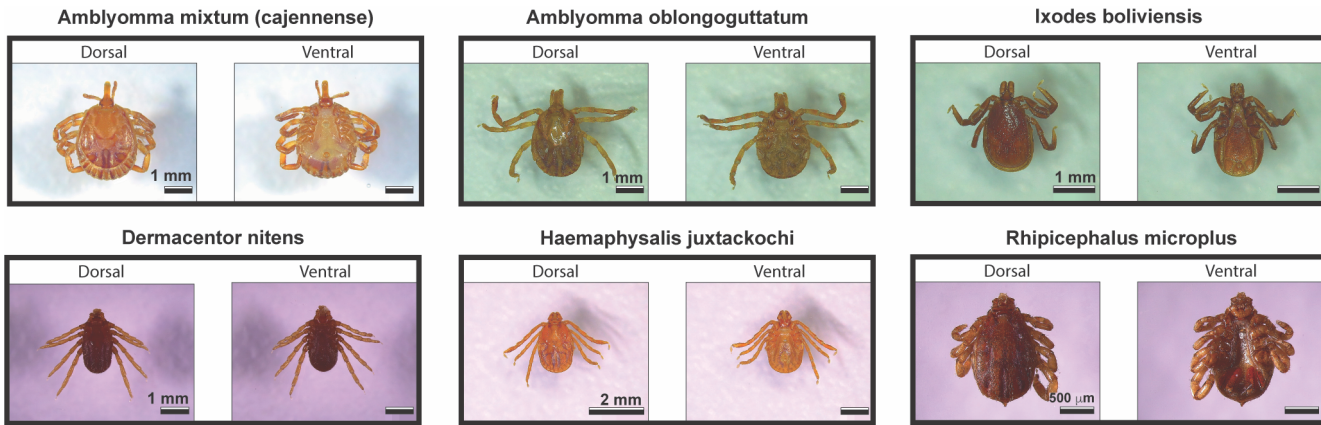 Amblyomma mixtum (cajennense)
Dorsal
Ventral
1 mm
Amblyomma oblongoguttatum
Dorsal
Ventral
1 mm
Ixodes boliviensis
Dorsal
Ventral
1 mm
Dermacentor nitens
Dorsal
Ventral
1 mm
Haemaphysalis juxtackochi
Dorsal
Ventral
2 mm
Rhipicephalus microplus
Dorsal
Ventral
500 μm